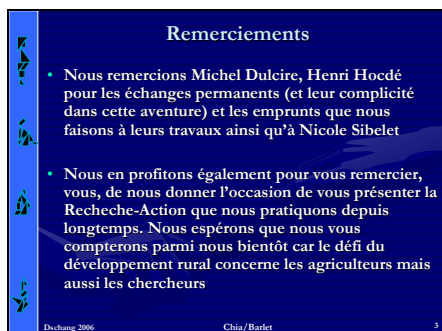 Remerciements
• Nous remercions Michel Dulcire, Henri Hocdé
pour les échanges permanents (et leur complicité
dans cette aventure) et les emprunts que nous
faisons à leurs travaux ainsi qu'à Nicole Sibelet
• Nous en profitons également pour vous remercier,
vous, de nous donner l'occasion de vous présenter la
Recheche-Action que nous pratiquons depuis
longtemps. Nous espérons que nous vous
compterons parmi nous bientôt car le défi du
développement rural concerne les agriculteurs mais
aussi les chercheurs
Dschang 2006 Chia/Barlet 3